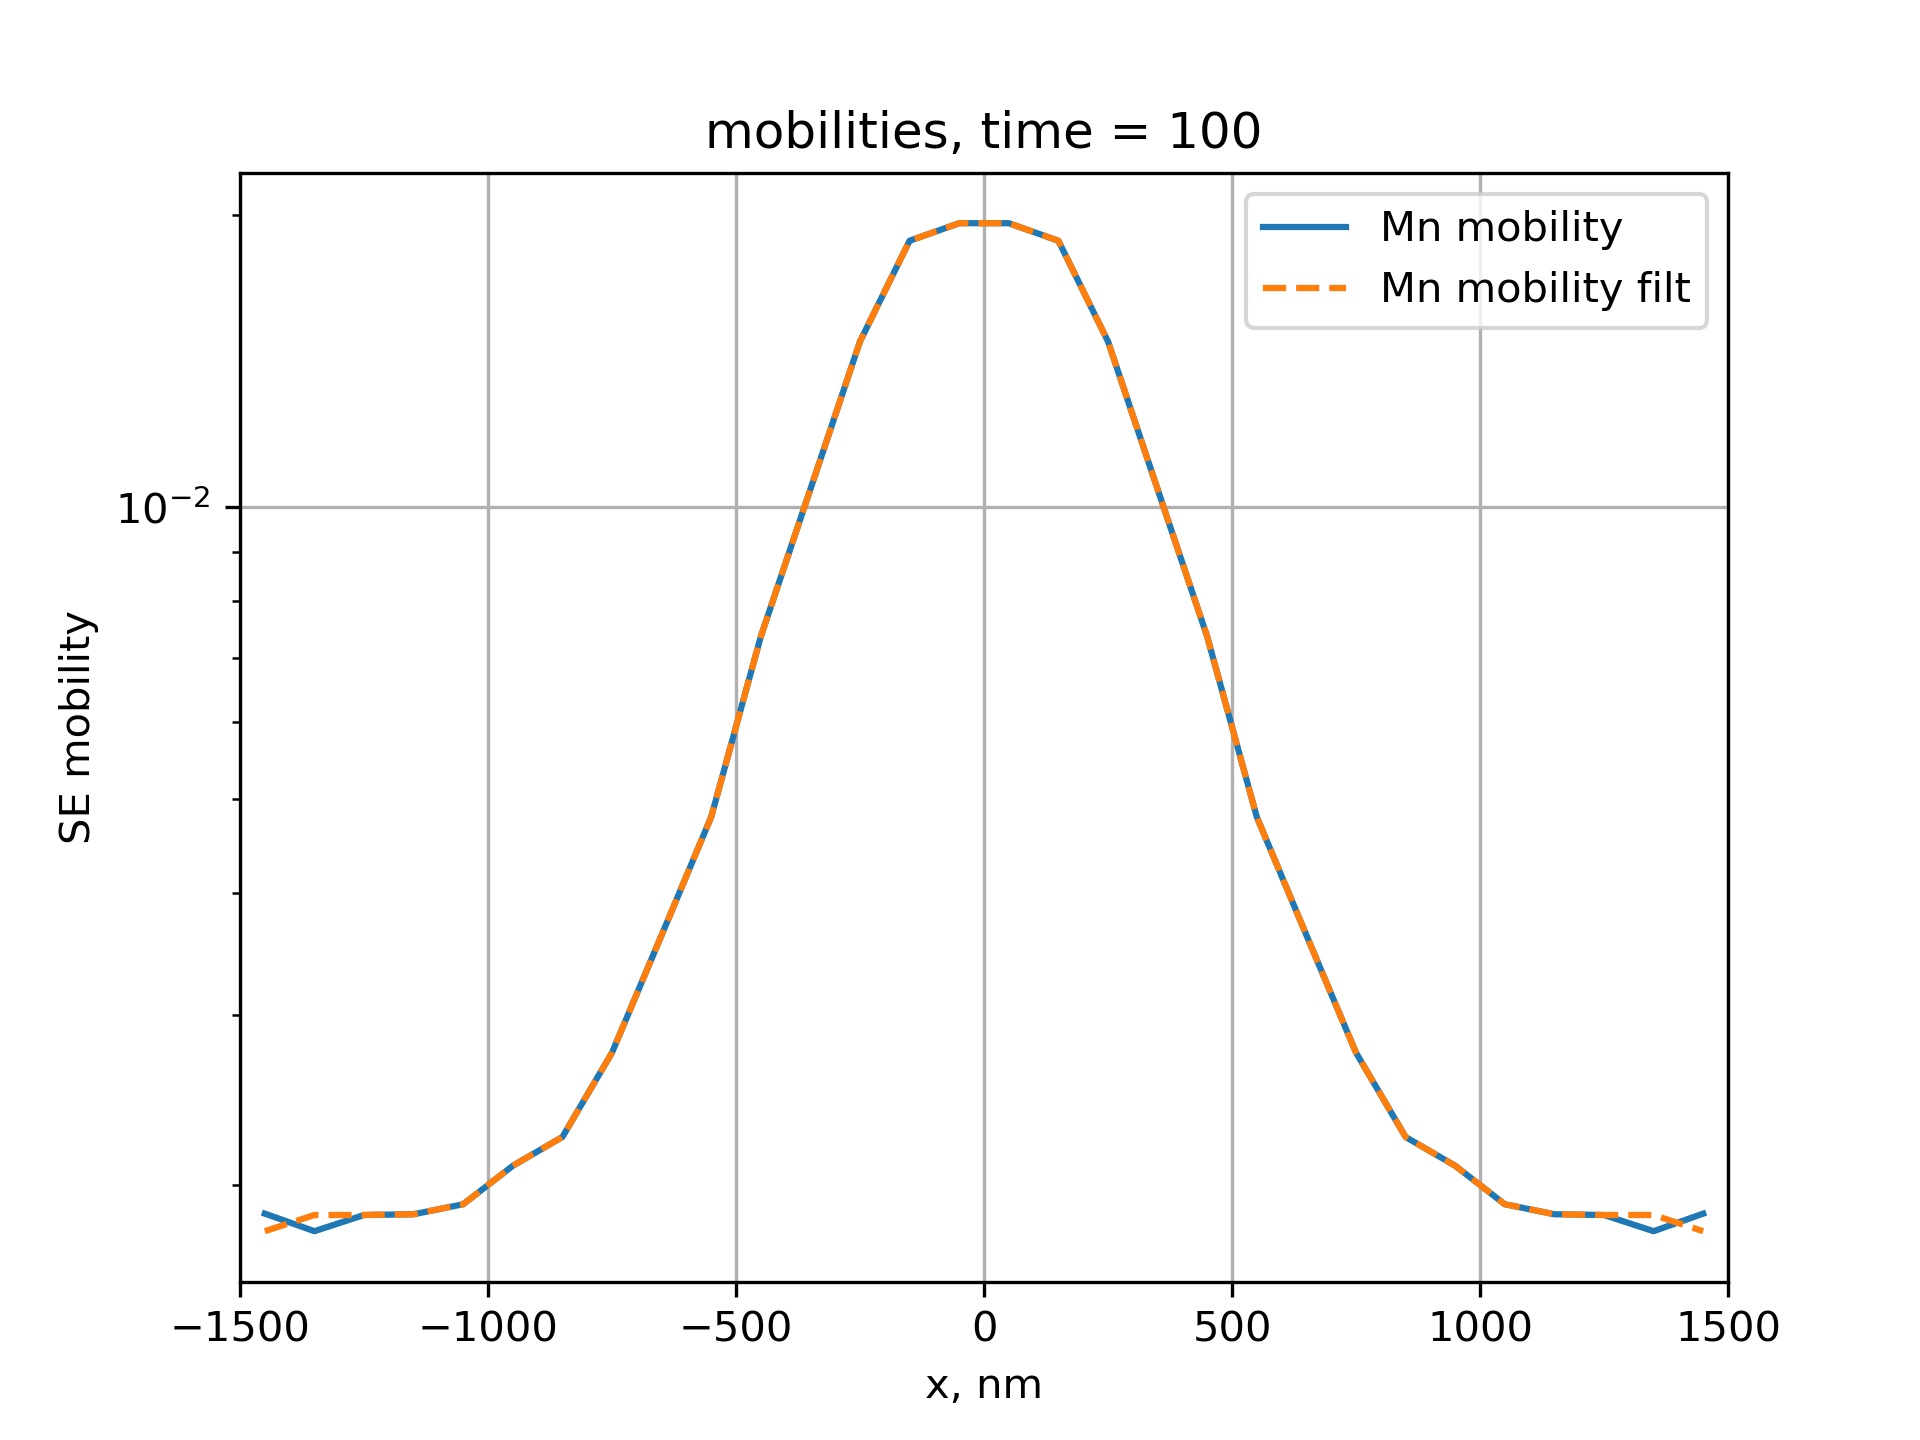 mobilities, time = 100
Mn mobility
Mn mobility filt
10⁻²
SE mobility
−1500 −1000 −500 0 500 1000 1500
x, nm